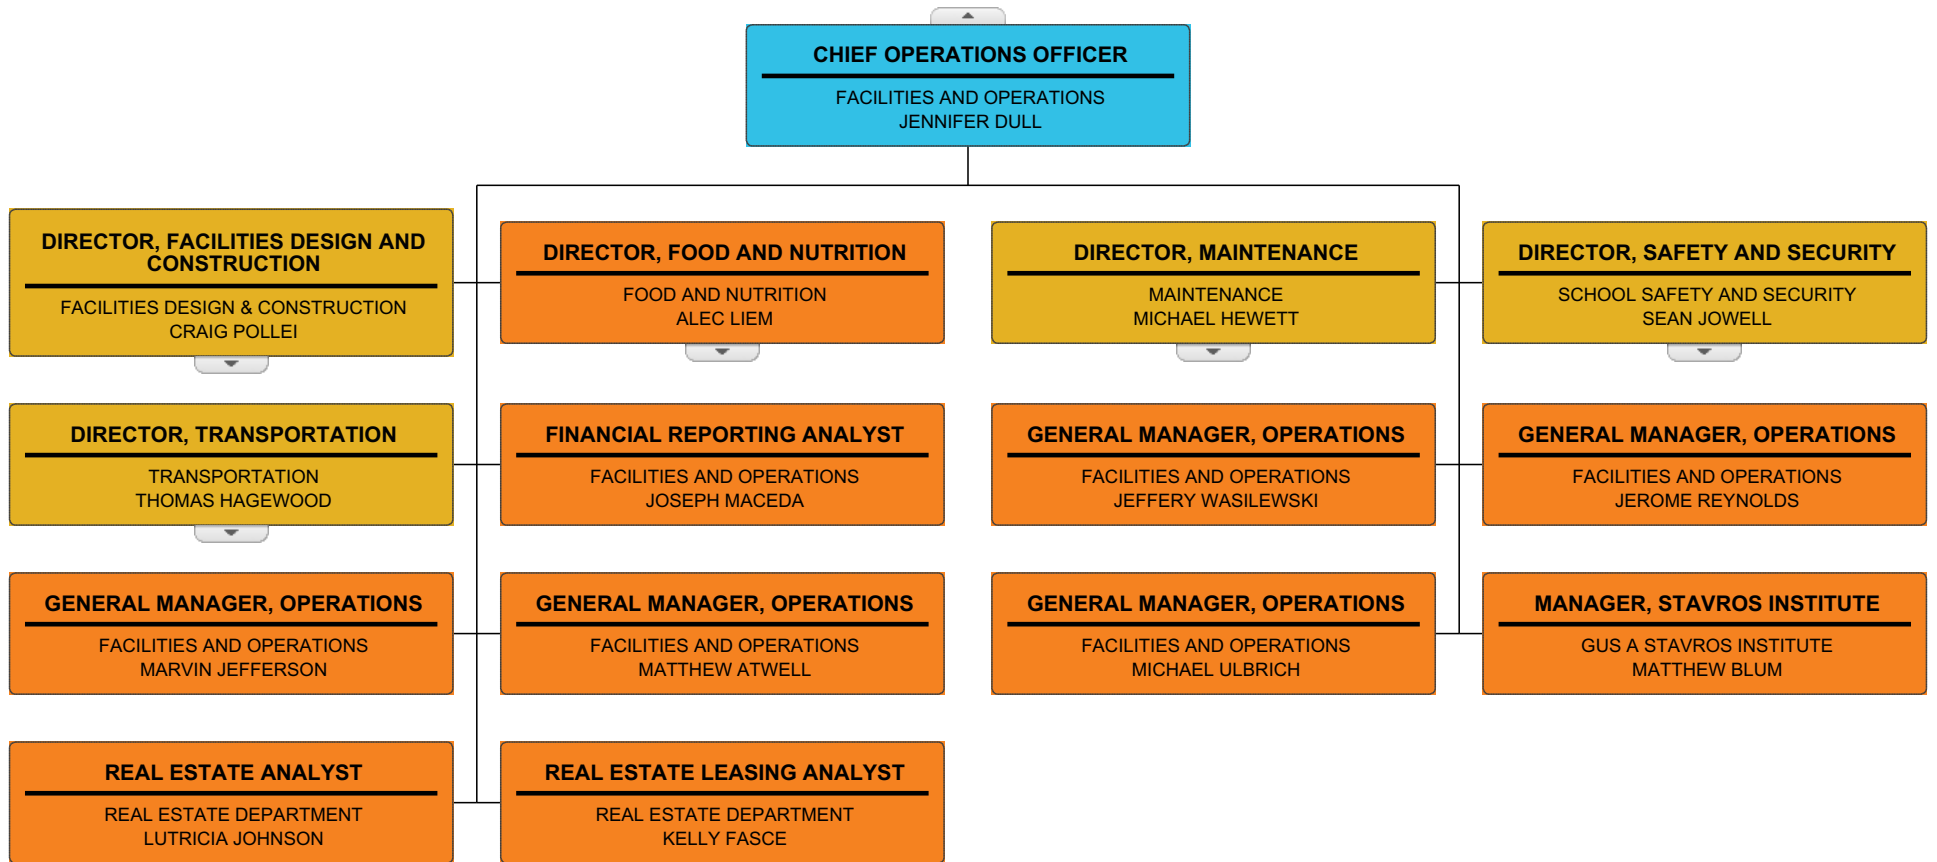 CHIEF OPERATIONS OFFICER
FACILITIES AND OPERATIONS
JENNIFER DULL
DIRECTOR, FACILITIES DESIGN AND
CONSTRUCTION
FACILITIES DESIGN & CONSTRUCTION
CRAIG POLLEI
DIRECTOR, FOOD AND NUTRITION
FOOD AND NUTRITION
ALEC LIEM
DIRECTOR, MAINTENANCE
MAINTENANCE
MICHAEL HEWETT
DIRECTOR, SAFETY AND SECURITY
SCHOOL SAFETY AND SECURITY
SEAN JOWELL
DIRECTOR, TRANSPORTATION
TRANSPORTATION
THOMAS HAGEWOOD
FINANCIAL REPORTING ANALYST
FACILITIES AND OPERATIONS
JOSEPH MACEDA
GENERAL MANAGER, OPERATIONS
FACILITIES AND OPERATIONS
JEFFERY WASILEWSKI
GENERAL MANAGER, OPERATIONS
FACILITIES AND OPERATIONS
JEROME REYNOLDS
GENERAL MANAGER, OPERATIONS
FACILITIES AND OPERATIONS
MARVIN JEFFERSON
GENERAL MANAGER, OPERATIONS
FACILITIES AND OPERATIONS
MATTHEW ATWELL
GENERAL MANAGER, OPERATIONS
FACILITIES AND OPERATIONS
MICHAEL ULBRICH
MANAGER, STAVROS INSTITUTE
GUS A STAVROS INSTITUTE
MATTHEW BLUM
REAL ESTATE ANALYST
REAL ESTATE DEPARTMENT
LUTRICIA JOHNSON
REAL ESTATE LEASING ANALYST
REAL ESTATE DEPARTMENT
KELLY FASCE